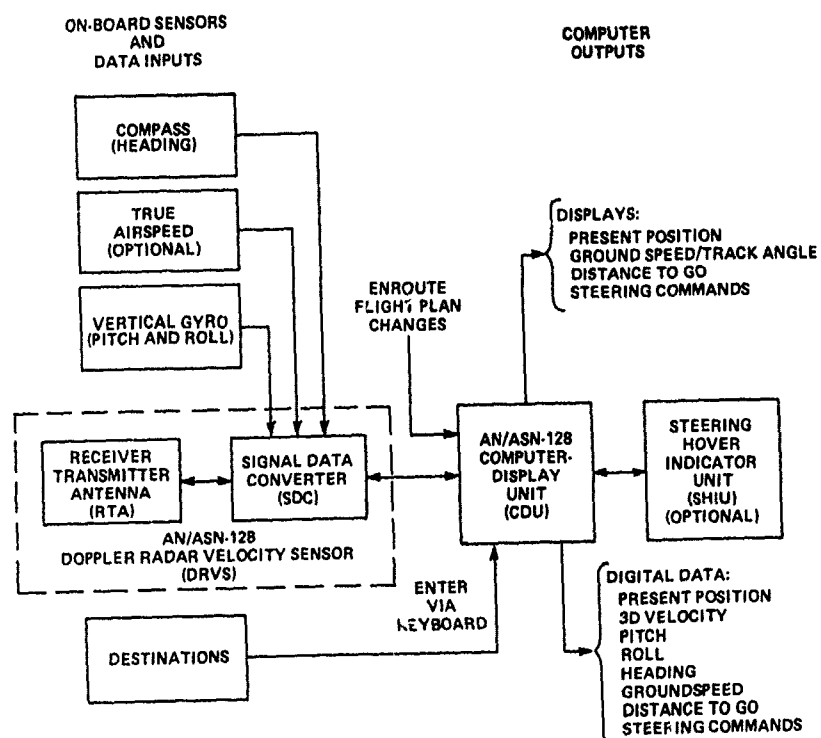 ON-BOARD SENSORS
AND
DATA INPUTS
COMPUTER
OUTPUTS
COMPASS
(HEADING)
TRUE
AIRSPEED
(OPTIONAL)
VERTICAL GYRO
(PITCH AND ROLL)
ENROUTE
FLIGHT PLAN
CHANGES
DISPLAYS:
PRESENT POSITION
GROUND SPEED/TRACK ANGLE
DISTANCE TO GO
STEERING COMMANDS
RECEIVER
TRANSMITTER
ANTENNA
(RTA)
SIGNAL DATA
CONVERTER
(SDC)
AN/ASN-128
DOPPLER RADAR VELOCITY SENSOR
(DRVS)
AN/ASN-128
COMPUTER-
DISPLAY
UNIT
(CDU)
STEERING
HOVER
INDICATOR
UNIT
(SHIU)
(OPTIONAL)
ENTER
VIA
KEYBOARD
DESTINATIONS
DIGITAL DATA:
PRESENT POSITION
3D VELOCITY
PITCH
ROLL
HEADING
GROUNDSPEED
DISTANCE TO GO
STEERING COMMANDS